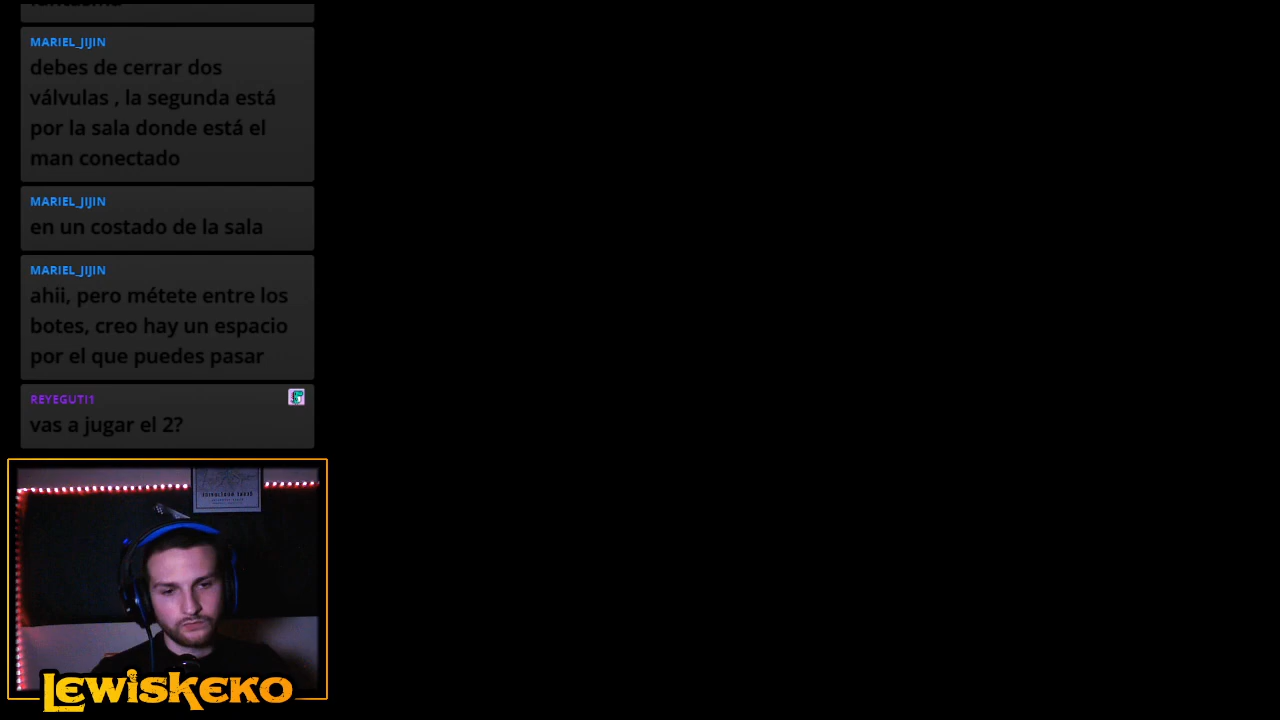 MARIEL_JIJIN
debes de cerrar dos
válvulas , la segunda está
por la sala donde está el
man conectado
MARIEL_JIJIN
en un costado de la sala
MARIEL_JIJIN
ahii, pero métete entre los
botes, creo hay un espacio
por el que puedes pasar
REYEGUTI1
vas a jugar el 2?
LEWISKEKO